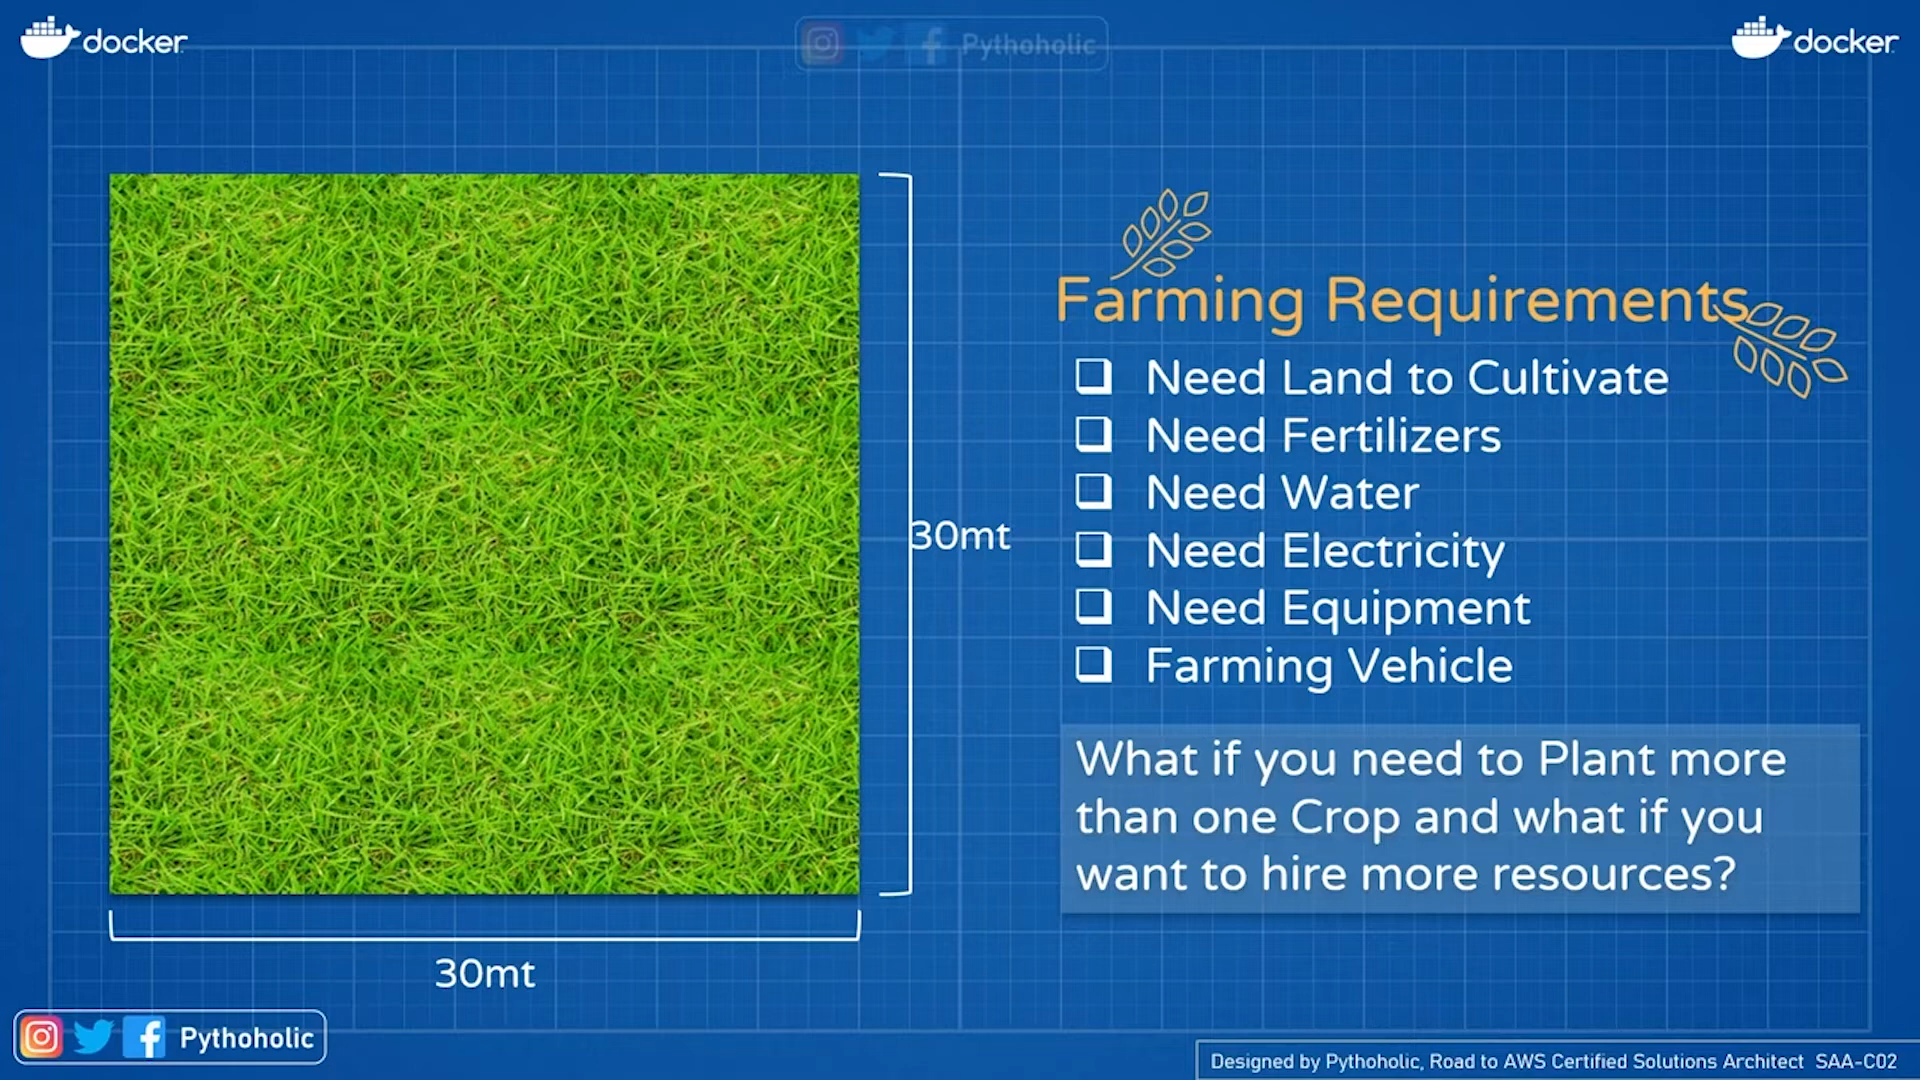 docker
Pythoholic
docker
Farming Requirements
Need Land to Cultivate
Need Fertilizers
Need Water
30mt
Need Electricity
Need Equipment
Farming Vehicle
What if you need to Plant more
than one Crop and what if you
want to hire more resources?
30mt
Pythoholic
Designed by Pythoholic, Road to AWS Certified Solutions Architect SAA-C02